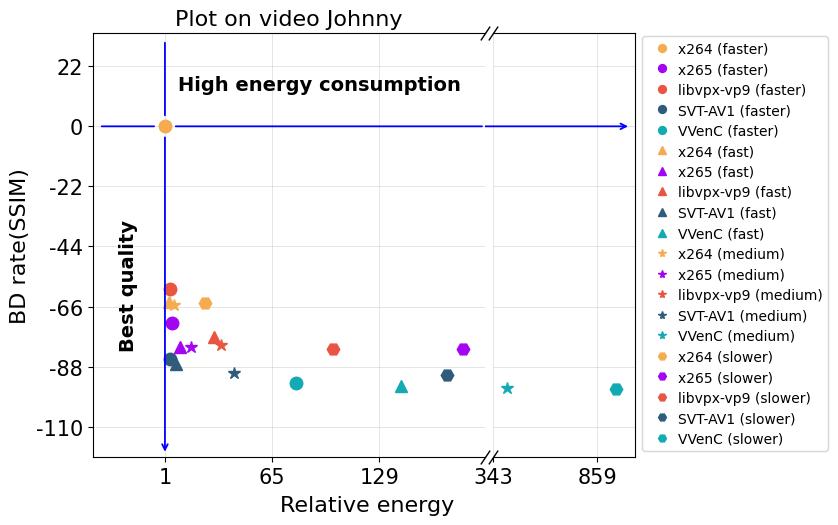 Plot on video Johnny
BD rate(SSIM)
22
0
-22
-44
-66
-88
-110
High energy consumption
Best quality
1
65
129
343
859
Relative energy
x264 (faster)
x265 (faster)
libvpx-vp9 (faster)
SVT-AV1 (faster)
VVenC (faster)
x264 (fast)
x265 (fast)
libvpx-vp9 (fast)
SVT-AV1 (fast)
VVenC (fast)
x264 (medium)
x265 (medium)
libvpx-vp9 (medium)
SVT-AV1 (medium)
VVenC (medium)
x264 (slower)
x265 (slower)
libvpx-vp9 (slower)
SVT-AV1 (slower)
VVenC (slower)